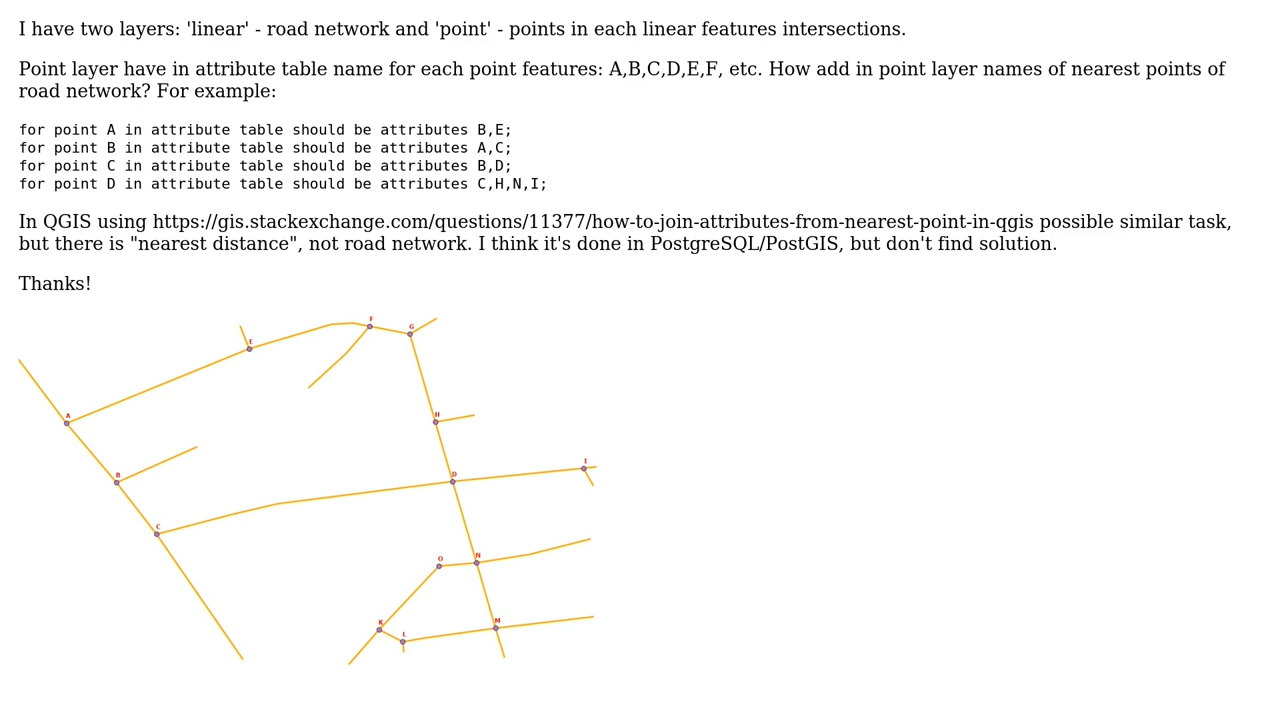 I have two layers: 'linear' - road network and 'point' - points in each linear features intersections.
Point layer have in attribute table name for each point features: A,B,C,D,E,F, etc. How add in point layer names of nearest points of
road network? For example:
for point A in attribute table should be attributes B,E;
for point B in attribute table should be attributes A,C;
for point C in attribute table should be attributes B,D;
for point D in attribute table should be attributes C,H,N,I;
In QGIS using https://gis.stackexchange.com/questions/11377/how-to-join-attributes-from-nearest-point-in-qgis possible similar task,
but there is "nearest distance", not road network. I think it's done in PostgreSQL/PostGIS, but don't find solution.
Thanks!
F
G
E
A
H
I
B
D
C
N
O
K
M
L